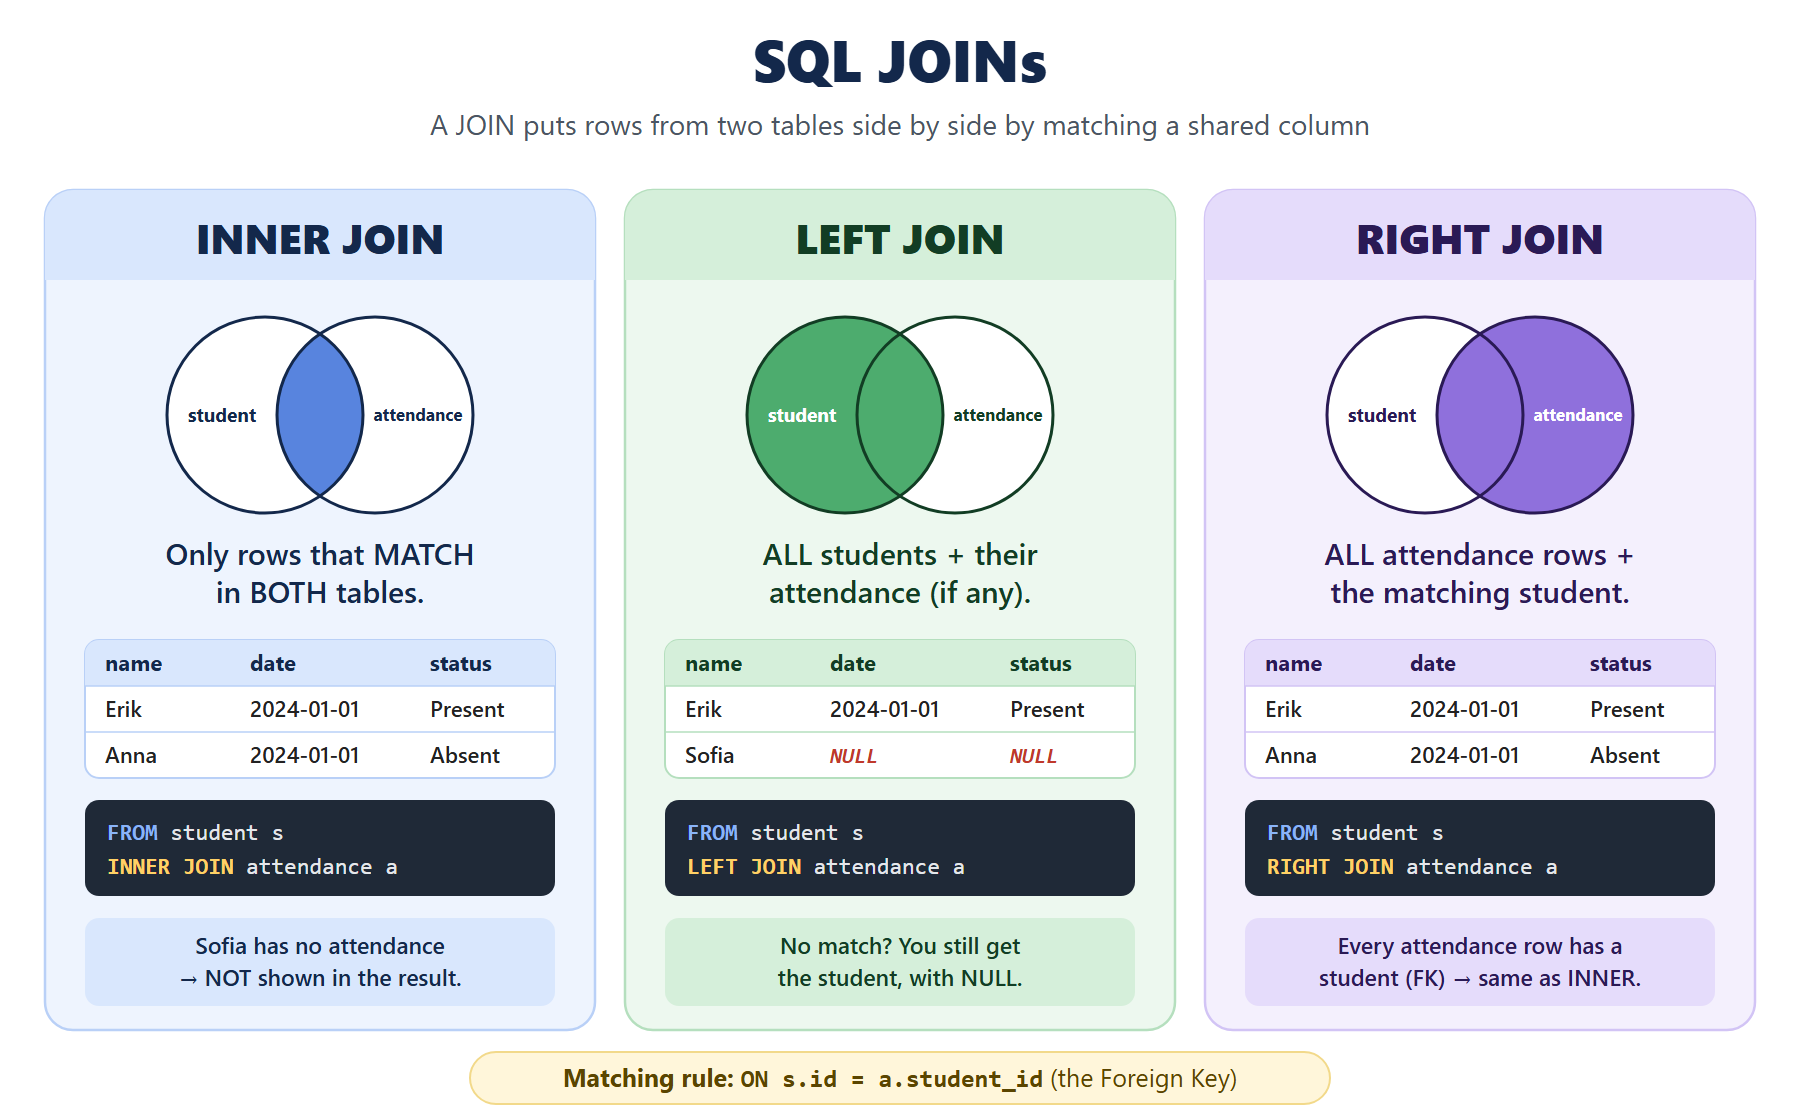 SQL JOINs
A JOIN puts rows from two tables side by side by matching a shared column
INNER JOIN
student
attendance
Only rows that MATCH
in BOTH tables.
name date status
Erik 2024-01-01 Present
Anna 2024-01-01 Absent
FROM student s
INNER JOIN attendance a
Sofia has no attendance
→ NOT shown in the result.
LEFT JOIN
student
attendance
ALL students + their
attendance (if any).
name date status
Erik 2024-01-01 Present
Sofia NULL NULL
FROM student s
LEFT JOIN attendance a
No match? You still get
the student, with NULL.
RIGHT JOIN
student
attendance
ALL attendance rows +
the matching student.
name date status
Erik 2024-01-01 Present
Anna 2024-01-01 Absent
FROM student s
RIGHT JOIN attendance a
Every attendance row has a
student (FK) → same as INNER.
Matching rule: ON s.id = a.student_id (the Foreign Key)